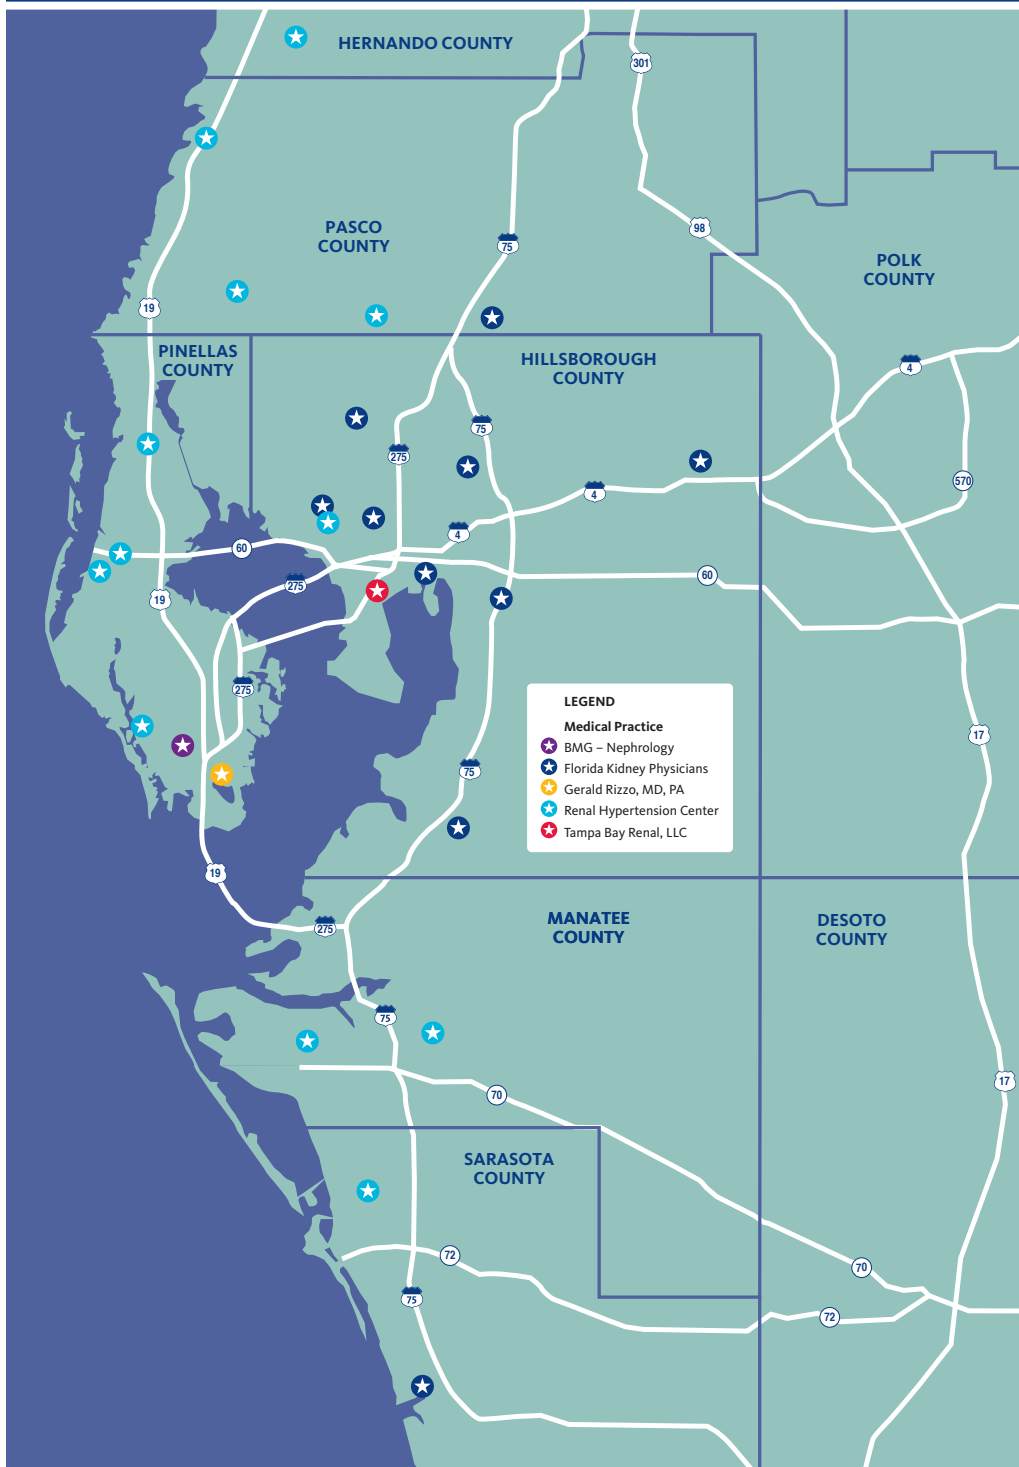 HERNANDO COUNTY
301
PASCO
COUNTY
98
75
POLK
COUNTY
19
PINELLAS
COUNTY
HILLSBOROUGH
COUNTY
4
75
275
570
4
4
60
275
60
19
275
LEGEND
Medical Practice
BMG – Nephrology
Florida Kidney Physicians
Gerald Rizzo, MD, PA
Renal Hypertension Center
Tampa Bay Renal, LLC
17
75
19
275
MANATEE
COUNTY
DESOTO
COUNTY
75
17
70
SARASOTA
COUNTY
72
70
75
72